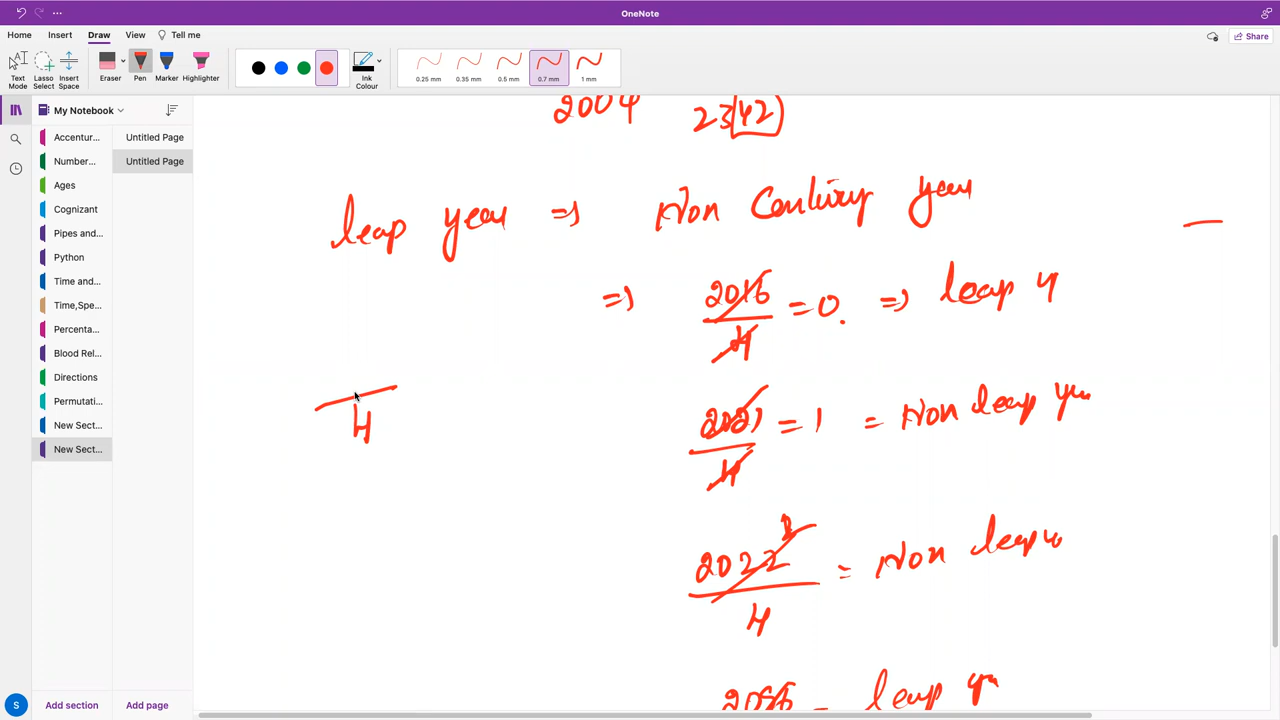 OneNote
Home Insert Draw View Tell me
Share
Text Mode
Lasso Select
Insert Space
Eraser
Pen
Marker
Highlighter
Ink Colour
0.25 mm
0.35 mm
0.5 mm
0.7 mm
1 mm
My Notebook
Accentur...
Number...
Ages
Cognizant
Pipes and...
Python
Time and...
Time,Spe...
Percenta...
Blood Rel...
Directions
Permutati...
New Sect...
New Sect...
Untitled Page
Untitled Page
2004 23(42)
leap year ⇒ Non Century year
⇒ 2016/4 = 0. ⇒ leap y
4
2021/4 = 1 = Non leap year
2022/4 = Non leap y
leap
S
Add section
Add page